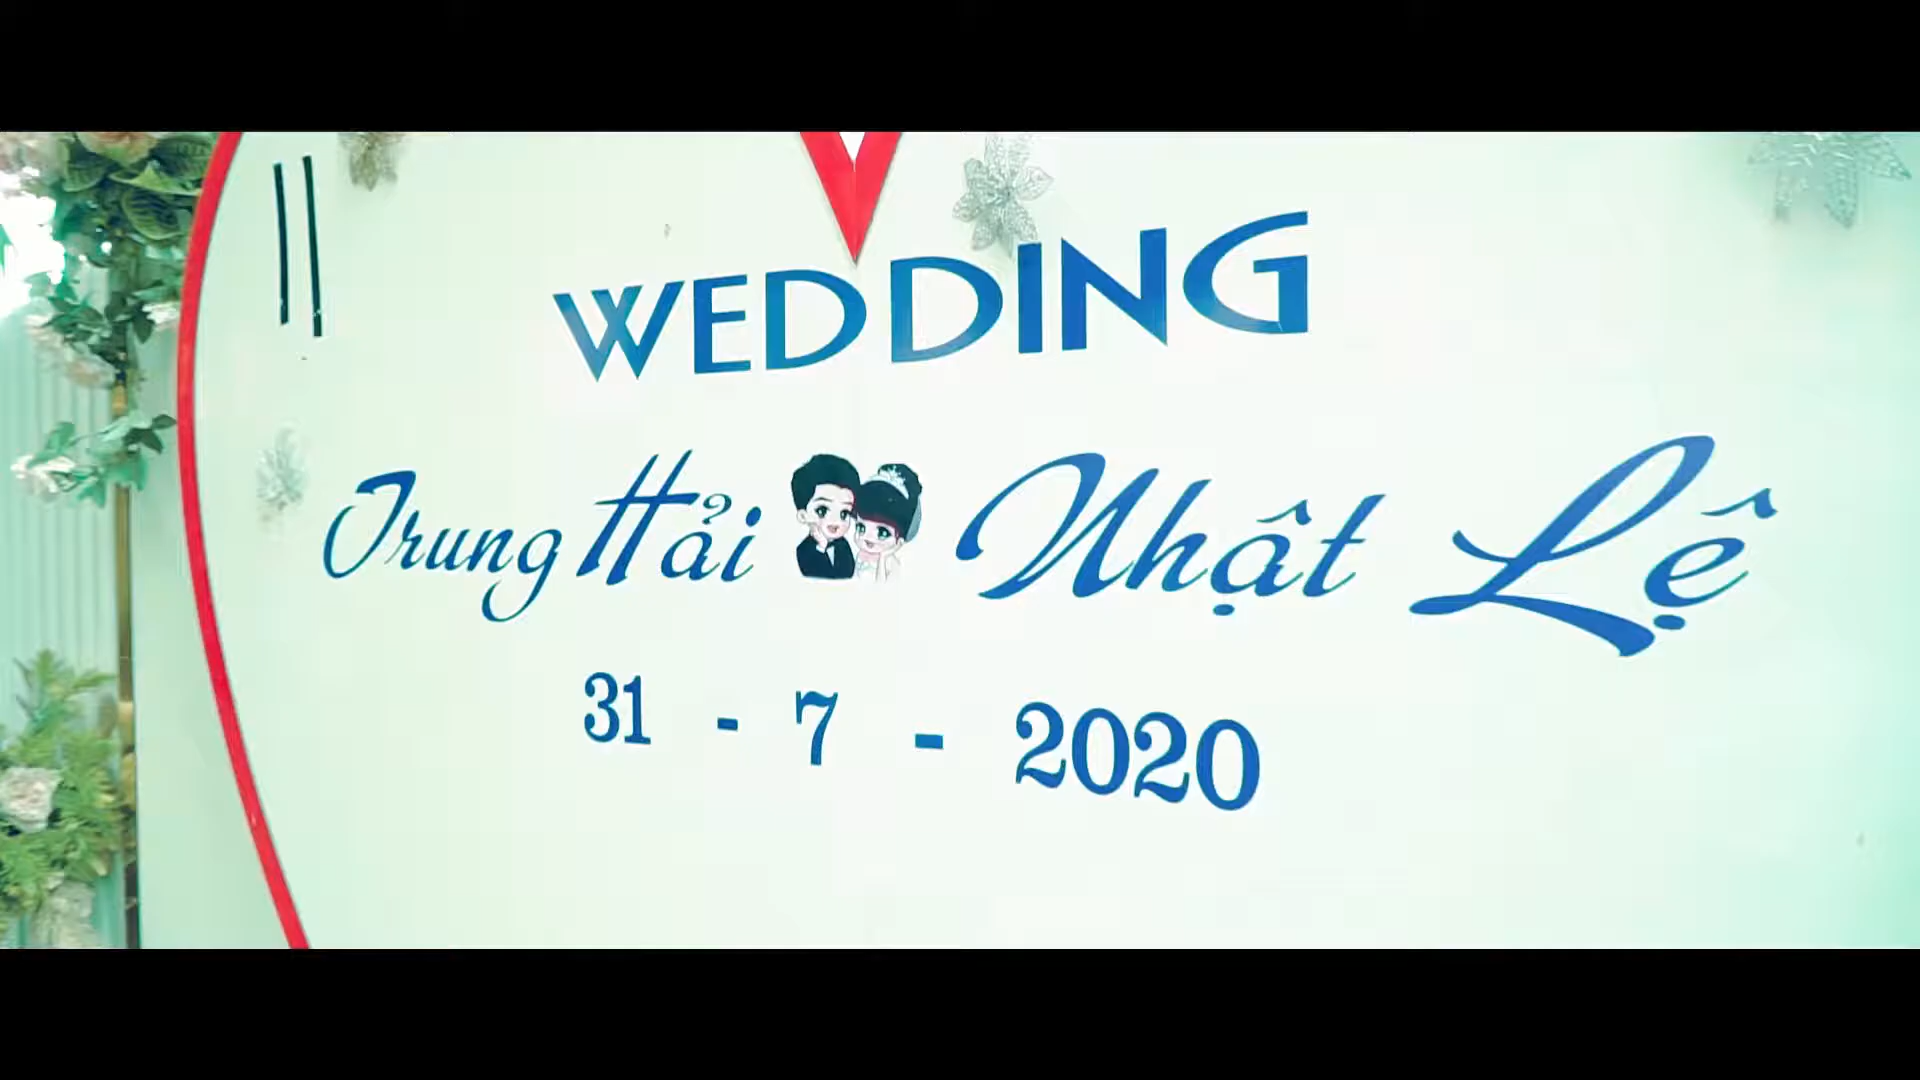 WEDDING
Trung Hải Nhật Lệ
31 - 7 - 2020